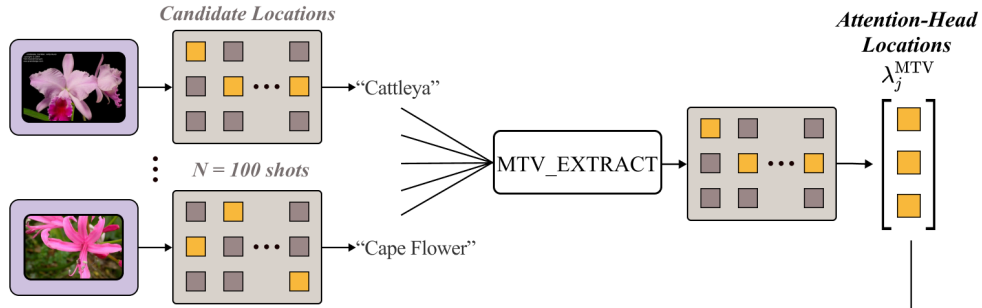 Candidate Locations
Attention-Head
Locations
λ_j^MTV
“Cattleya”
N = 100 shots
MTV_EXTRACT
“Cape Flower”